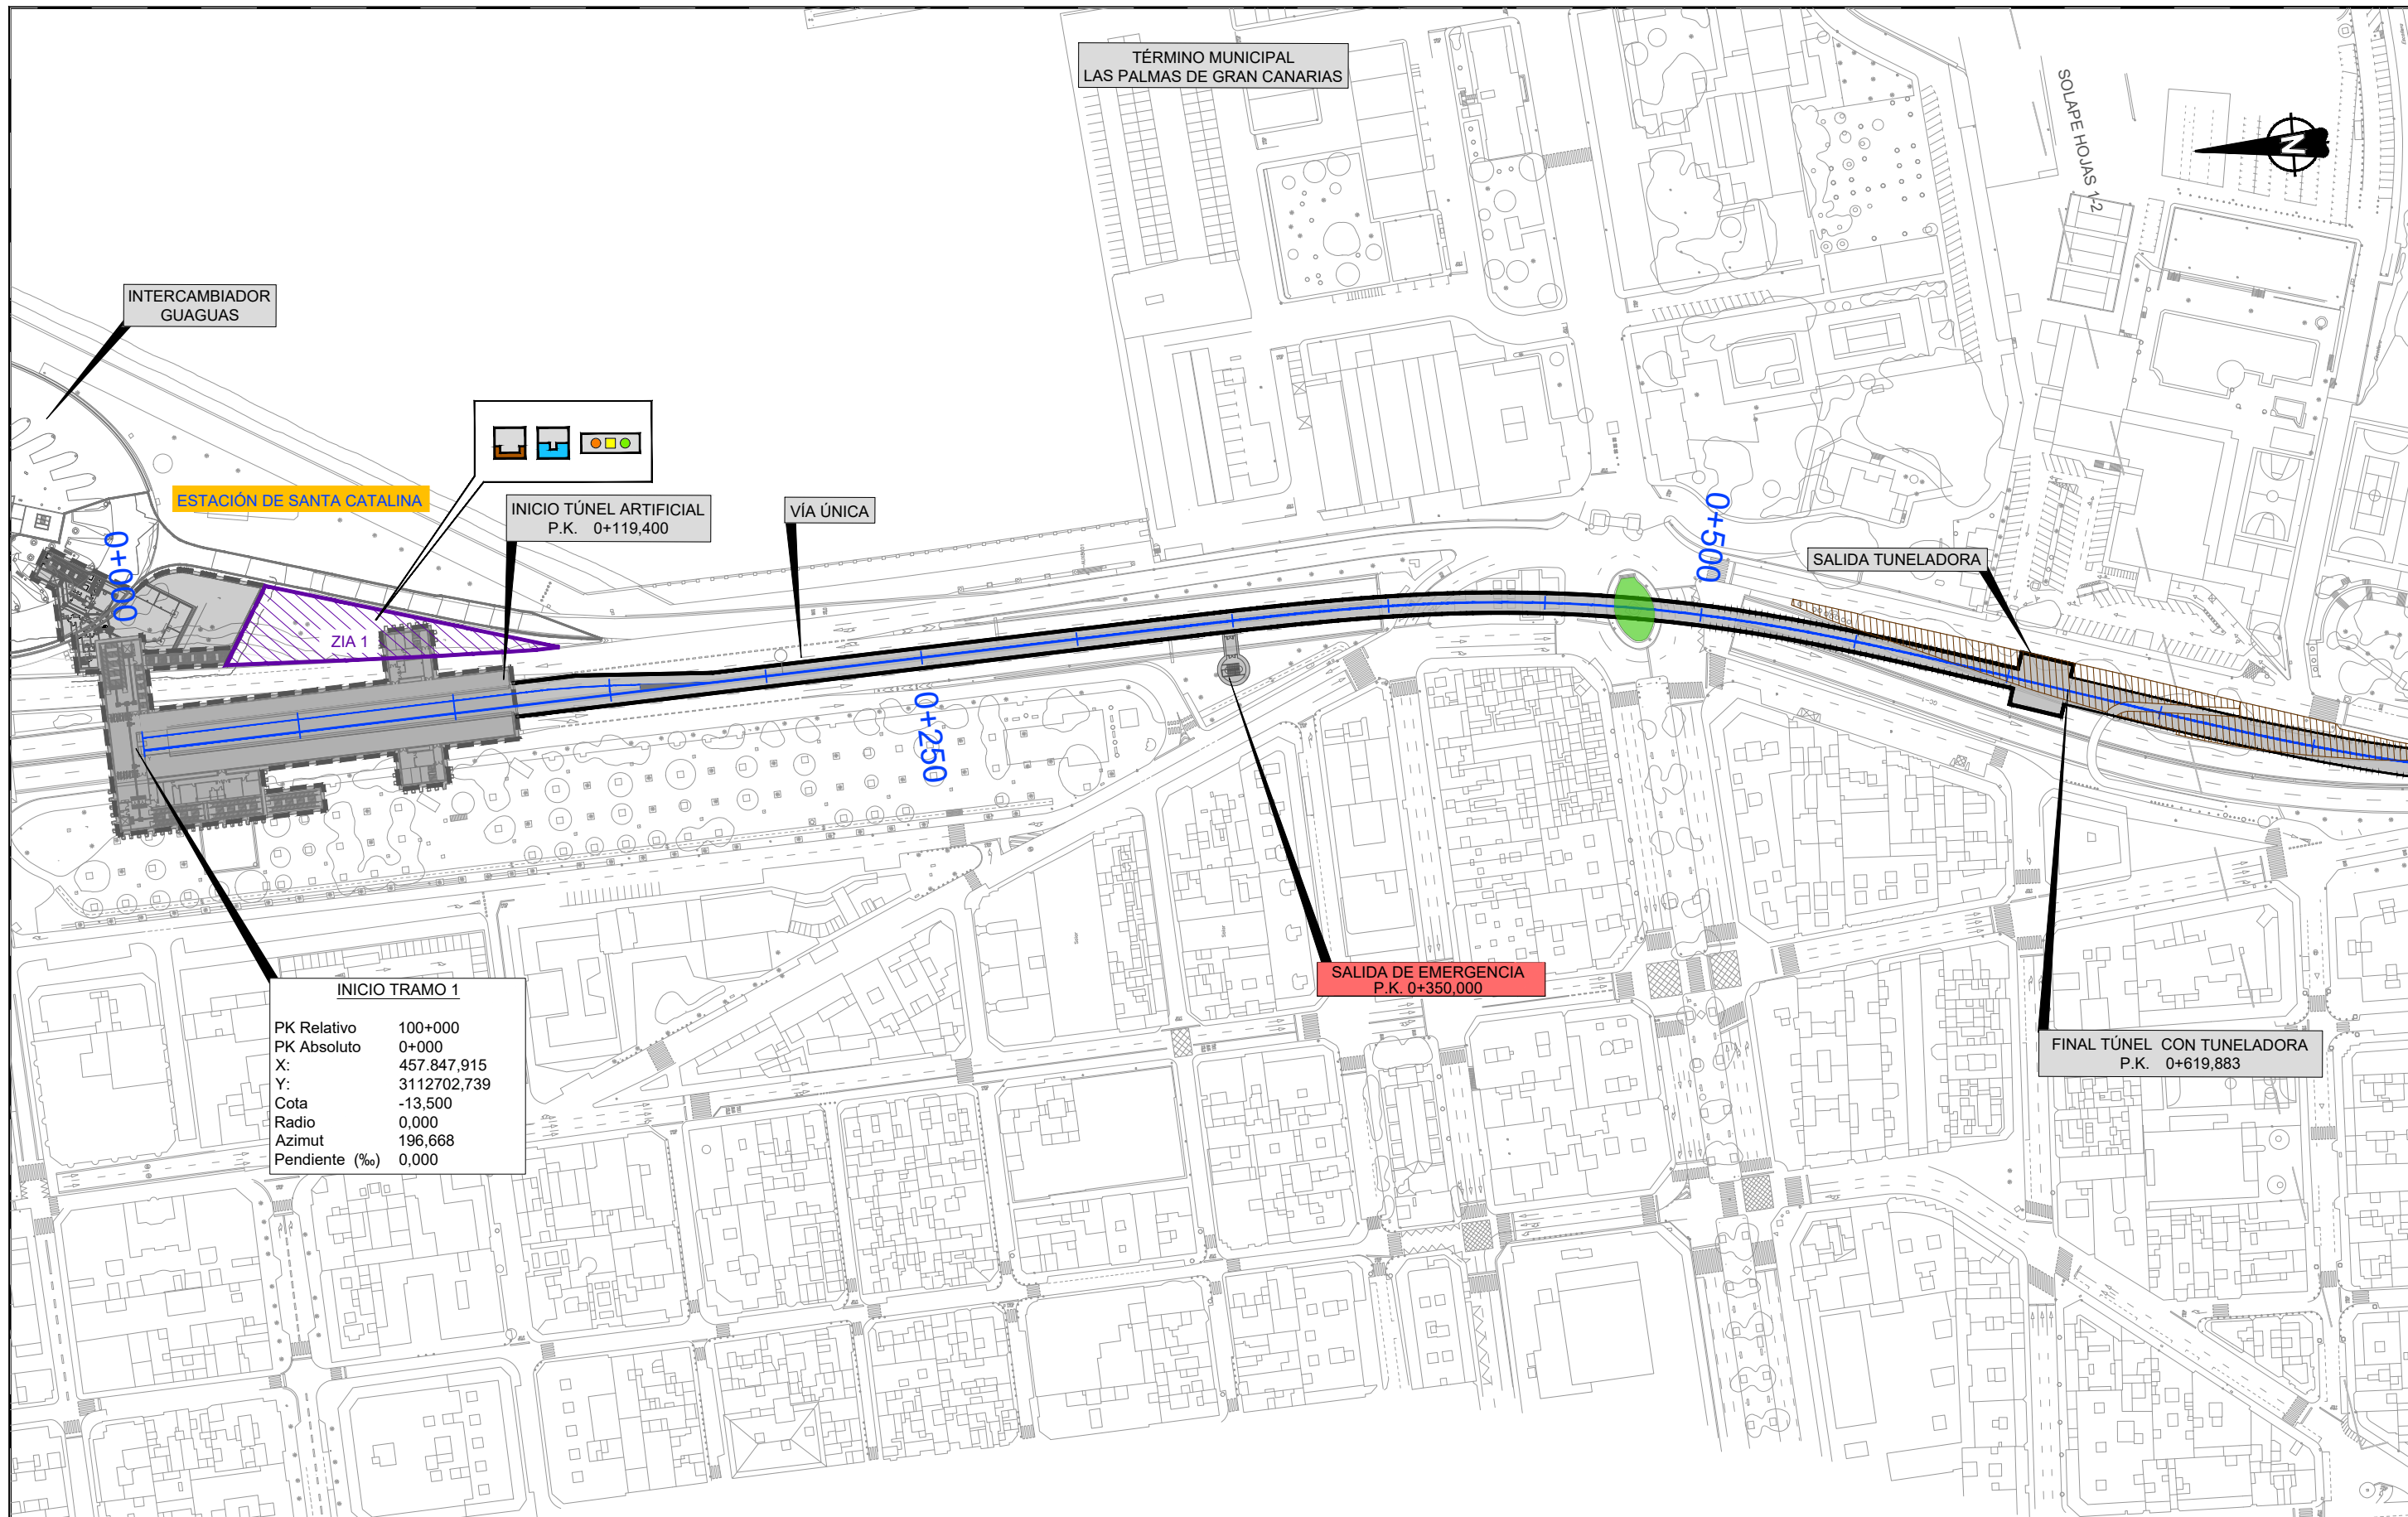 TÉRMINO MUNICIPAL
LAS PALMAS DE GRAN CANARIAS
SOLAPE HOJAS 1-2
N
INTERCAMBIADOR
GUAGUAS
ESTACIÓN DE SANTA CATALINA
INICIO TÚNEL ARTIFICIAL
P.K. 0+119,400
VÍA ÚNICA
0+000
0+500
SALIDA TUNELADORA
ZIA 1
0+250
Solar
Solar
SALIDA DE EMERGENCIA
P.K. 0+350,000
INICIO TRAMO 1
PK Relativo 100+000
PK Absoluto 0+000
X: 457.847,915
Y: 3112702,739
Cota -13,500
Radio 0,000
Azimut 196,668
Pendiente (‰) 0,000
FINAL TÚNEL CON TUNELADORA
P.K. 0+619,883